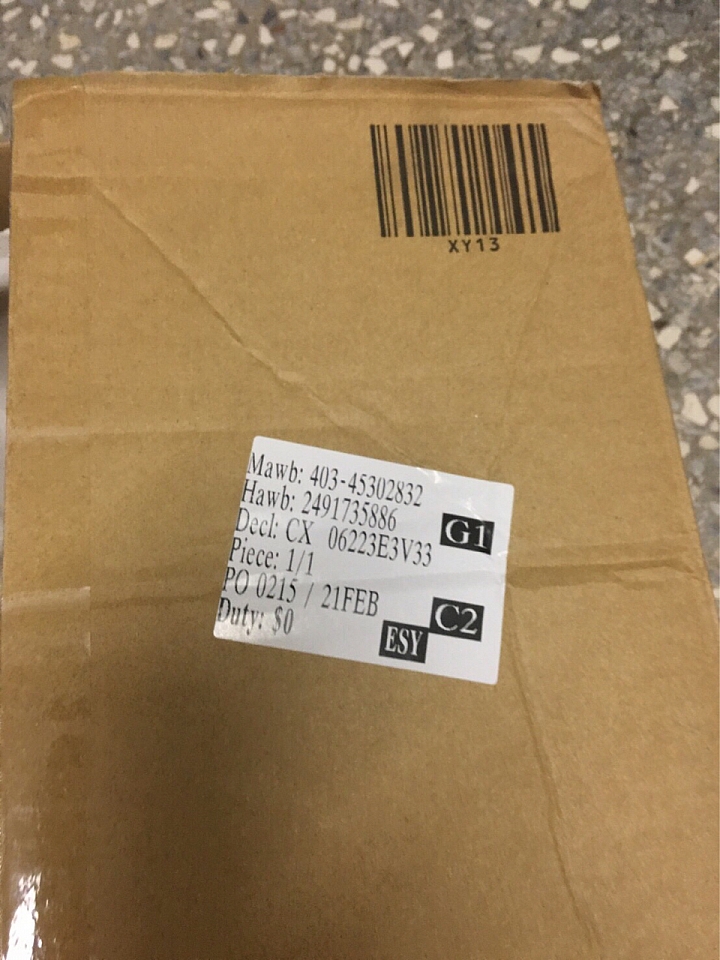 XY13
Mawb: 403-45302832
Hawb: 2491735886
G1
Decl: CX 06223E3V33
Piece: 1/1
PO 0215 / 21FEB
C2
Duty: $0
ESY